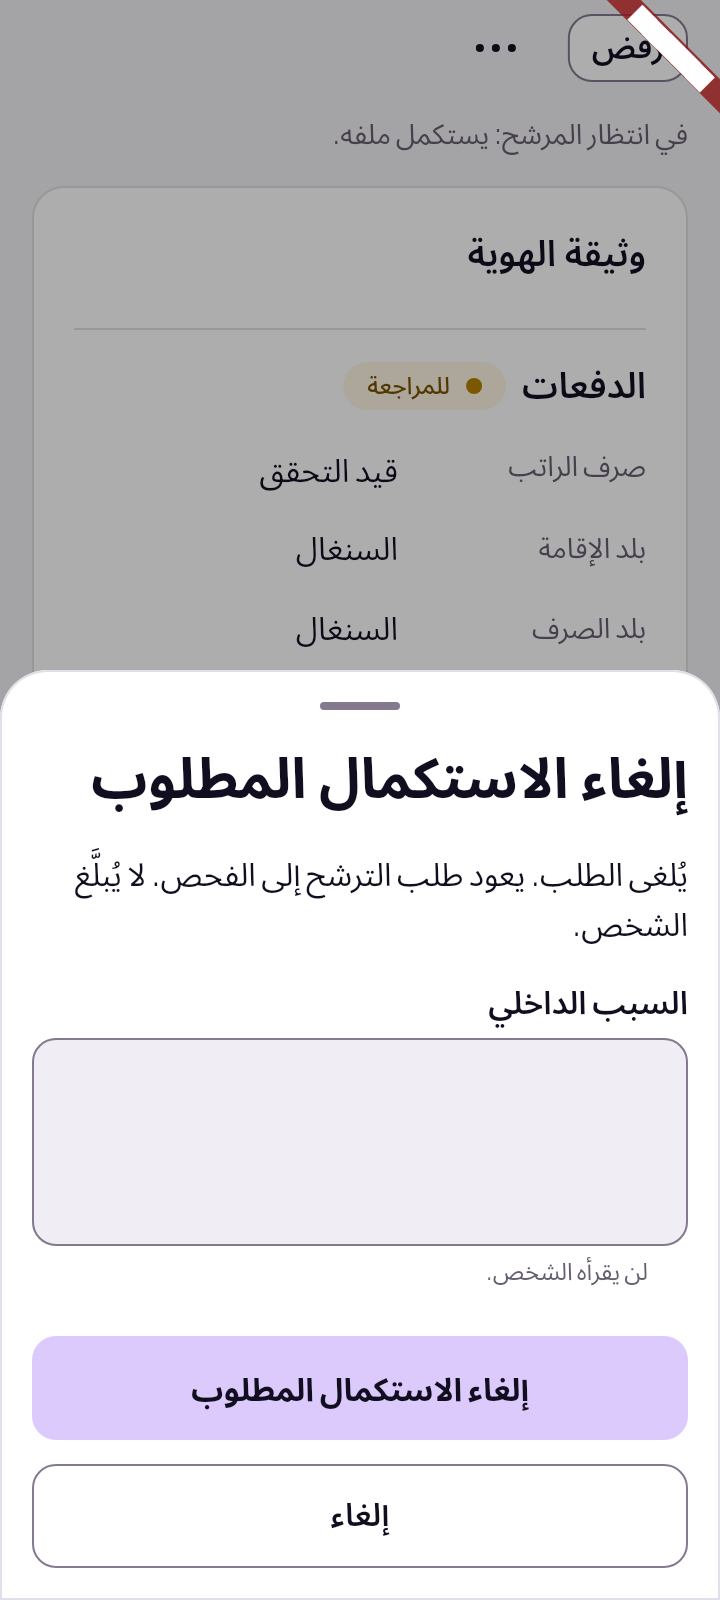 رفض
في انتظار المرشح: يستكمل ملفه.
وثيقة الهوية
الدفعات
للمراجعة
صرف الراتب
قيد التحقق
بلد الإقامة
السنغال
بلد الصرف
السنغال
إلغاء الاستكمال المطلوب
يُلغى الطلب. يعود طلب الترشح إلى الفحص. لا يُبلَّغ
الشخص.
السبب الداخلي
لن يقرأه الشخص.
إلغاء الاستكمال المطلوب
إلغاء